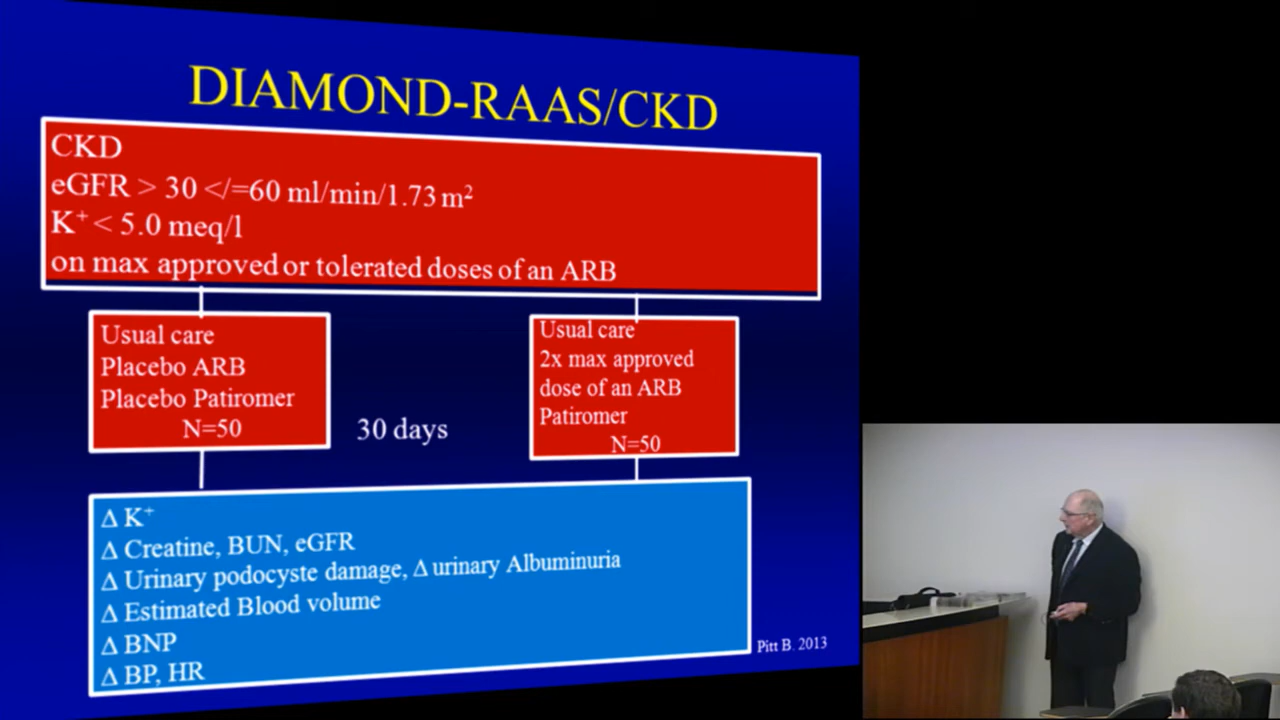 DIAMOND-RAAS/CKD
CKD
eGFR > 30 </=60 ml/min/1.73 m²
K⁺ < 5.0 meq/l
on max approved or tolerated doses of an ARB
Usual care
Placebo ARB
Placebo Patiromer
N=50
30 days
Usual care
2x max approved
dose of an ARB
Patiromer
N=50
Δ K⁺
Δ Creatine, BUN, eGFR
Δ Urinary podocyste damage, Δ urinary Albuminuria
Δ Estimated Blood volume
Δ BNP
Δ BP, HR
Pitt B. 2013